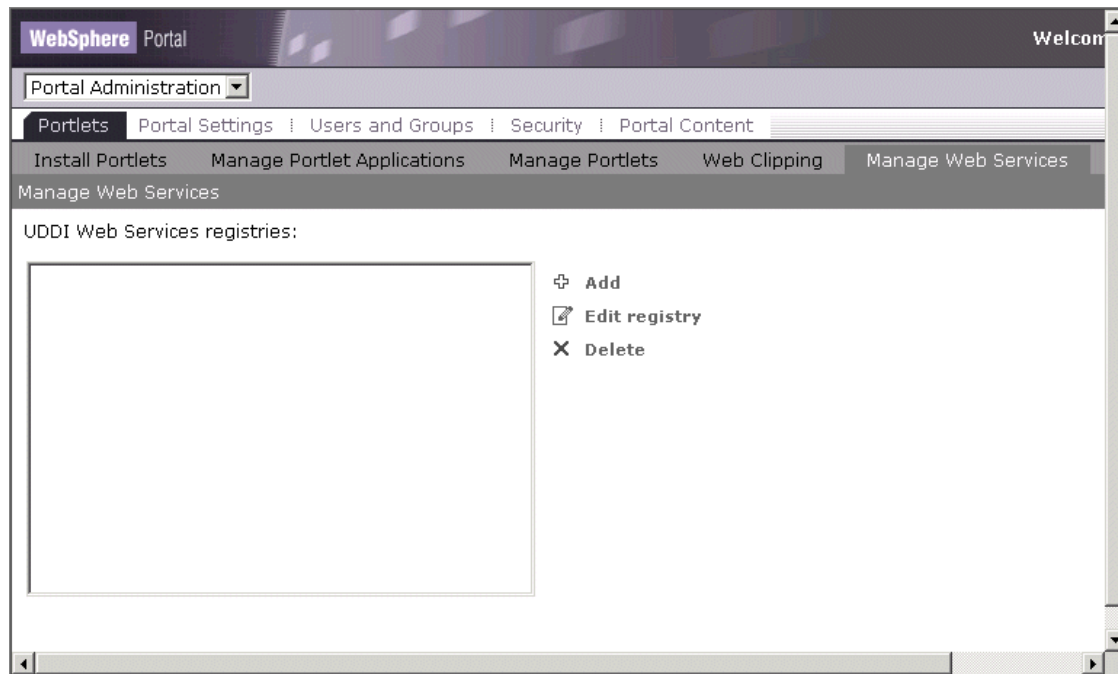 WebSphere Portal Welcom
Portal Administration
Portlets Portal Settings Users and Groups Security Portal Content
Install Portlets Manage Portlet Applications Manage Portlets Web Clipping Manage Web Services
Manage Web Services
UDDI Web Services registries:
Add
Edit registry
Delete